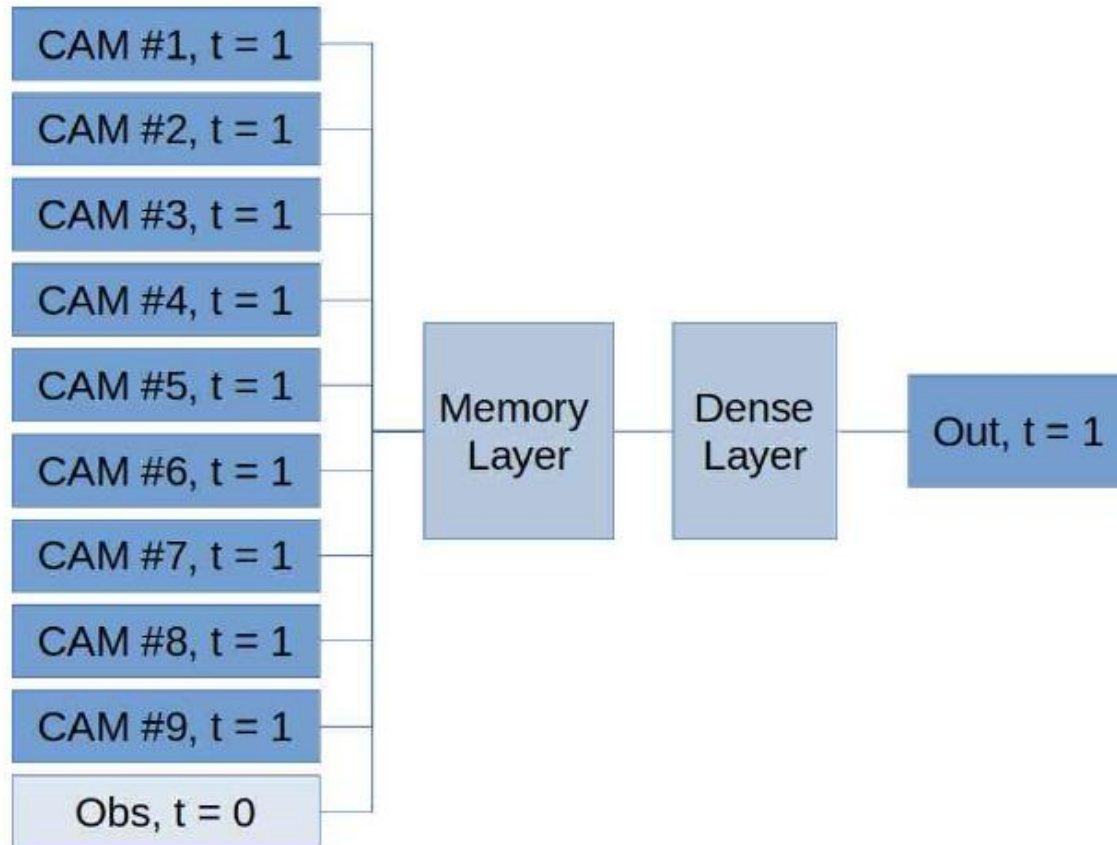 CAM #1, t = 1
CAM #2, t = 1
CAM #3, t = 1
CAM #4, t = 1
CAM #5, t = 1
CAM #6, t = 1
CAM #7, t = 1
CAM #8, t = 1
CAM #9, t = 1
Obs, t = 0
Memory
Layer
Dense
Layer
Out, t = 1